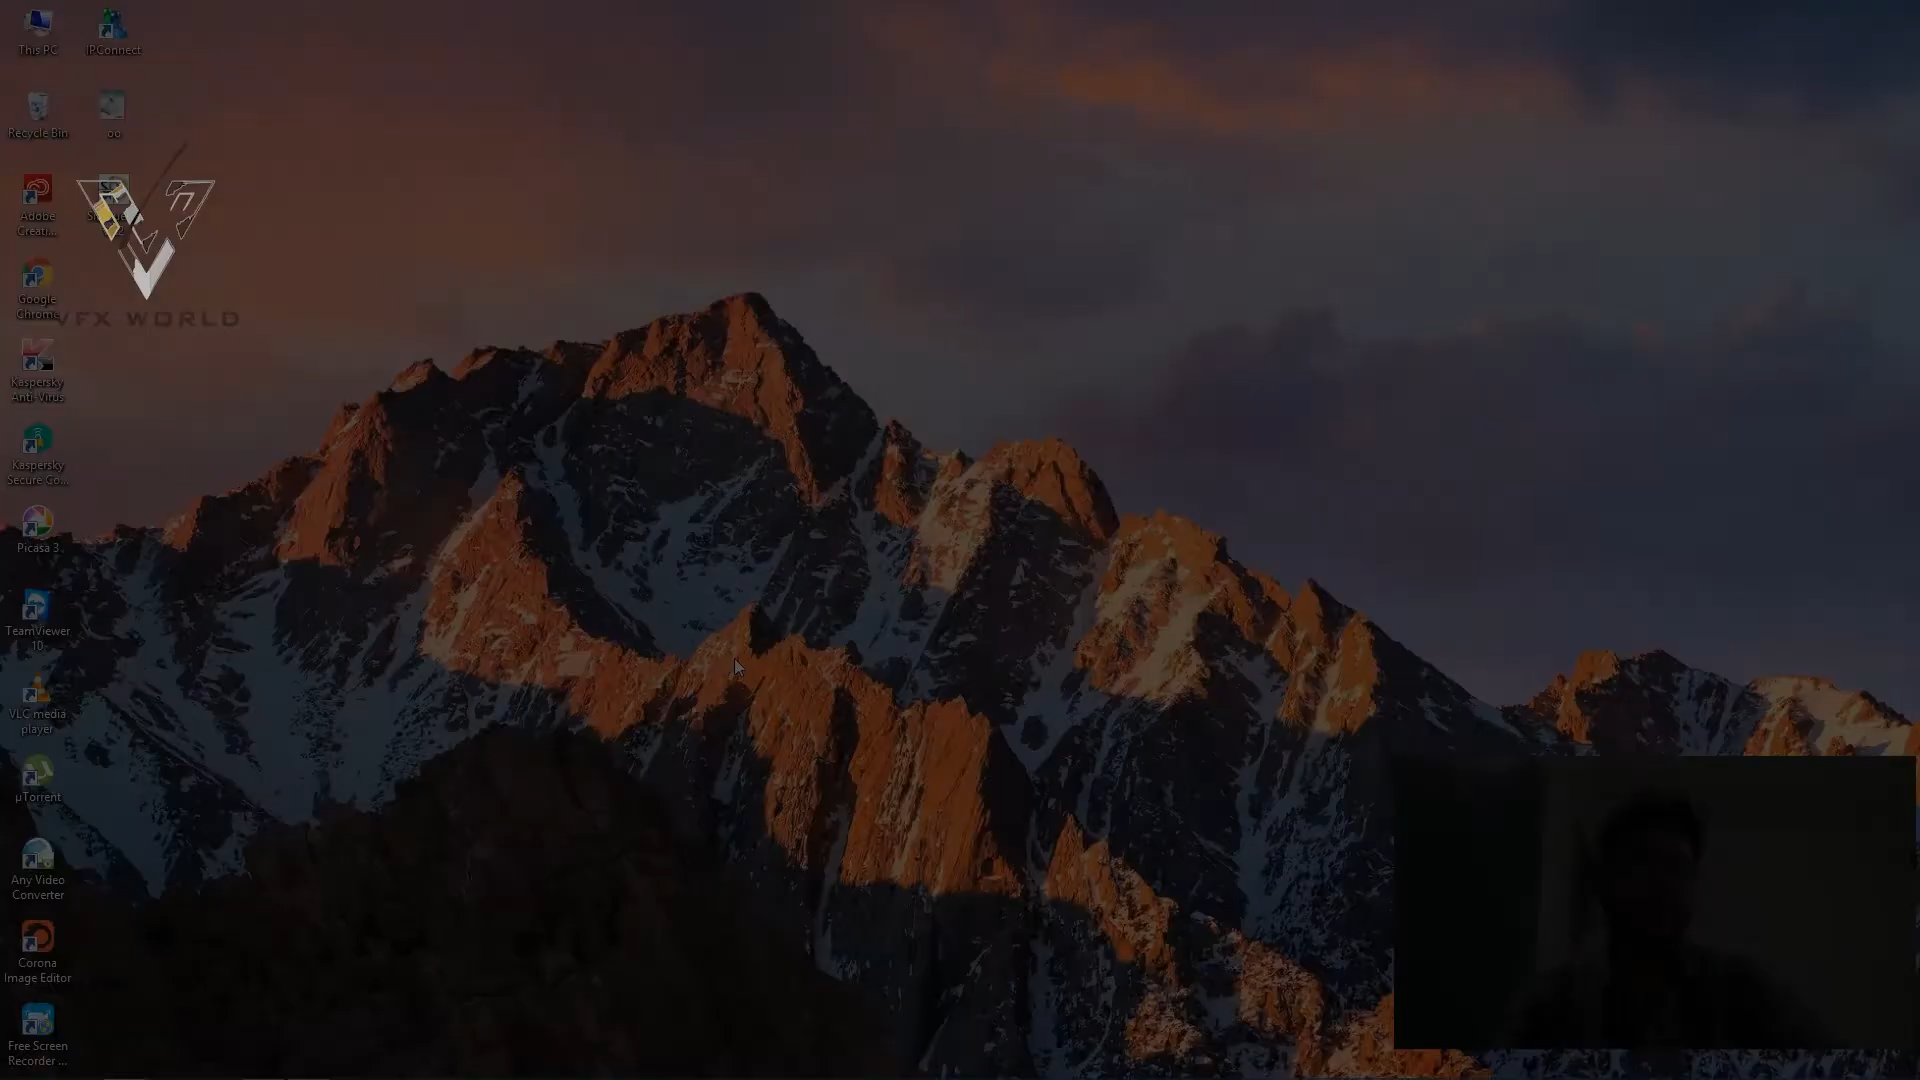 This PC
IPConnect
Recycle Bin
oo
Adobe
Creati...
Google
Chrome
VFX WORLD
Kaspersky
Anti-Virus
Kaspersky
Secure Co...
Picasa 3
TeamViewer
10
VLC media
player
µTorrent
Any Video
Converter
Corona
Image Editor
Free Screen
Recorder ...